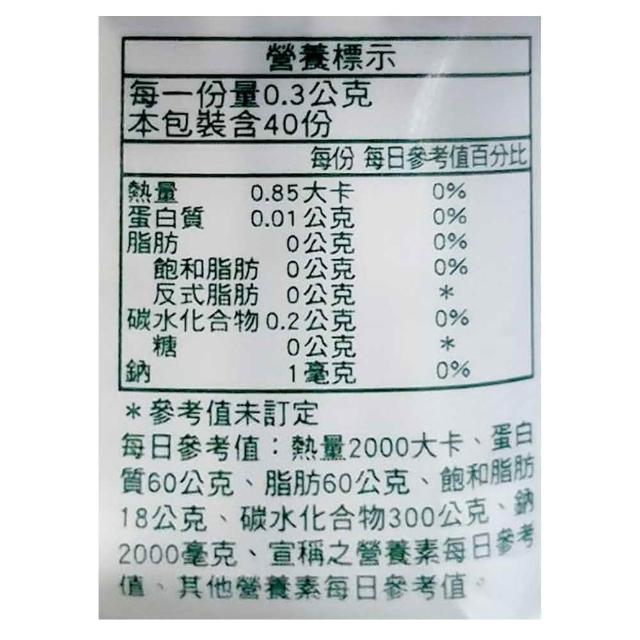 營養標示
每一份量0.3公克
本包裝含40份
每份 每日參考值百分比
熱量 0.85大卡 0%
蛋白質 0.01公克 0%
脂肪 0公克 0%
飽和脂肪 0公克 0%
反式脂肪 0公克 *
碳水化合物 0.2公克 0%
糖 0公克 *
鈉 1毫克 0%
*參考值未訂定
每日參考值：熱量2000大卡、蛋白
質60公克、脂肪60公克、飽和脂肪
18公克、碳水化合物300公克、鈉
2000毫克、宣稱之營養素每日參考
值、其他營養素每日參考值。